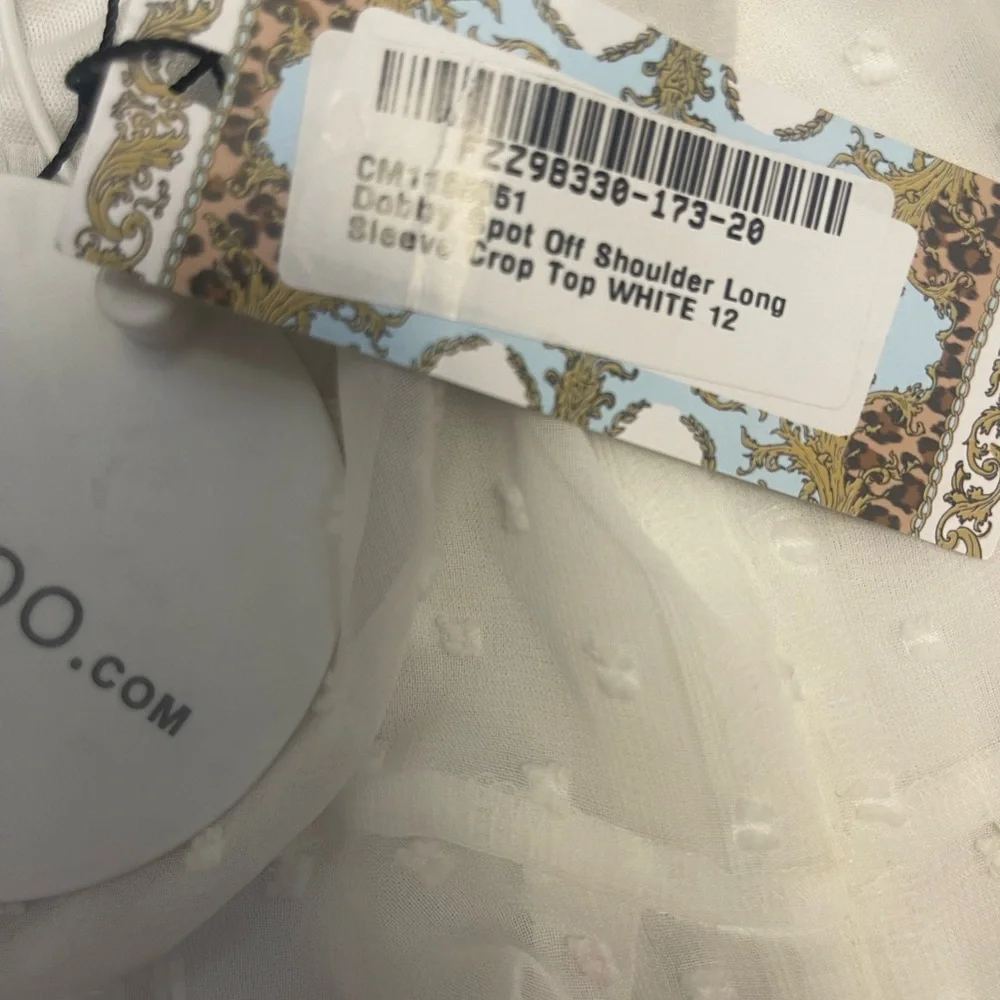 FZZ98330-173-20
Dobby Spot Off Shoulder Long
Sleeve Crop Top WHITE 12
OO.COM